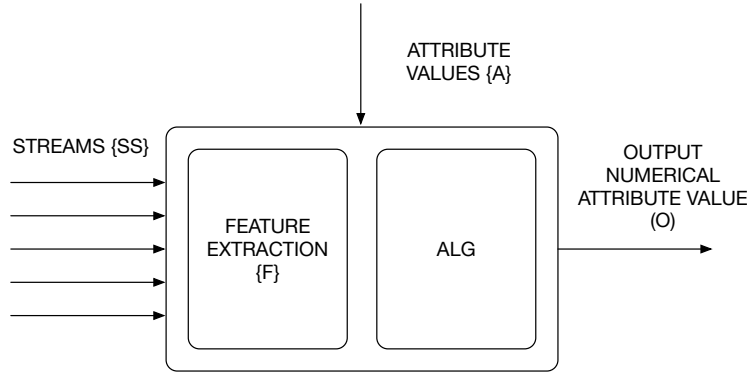 ATTRIBUTE
VALUES {A}
STREAMS {SS}
FEATURE
EXTRACTION
{F}
ALG
OUTPUT
NUMERICAL
ATTRIBUTE VALUE
(O)